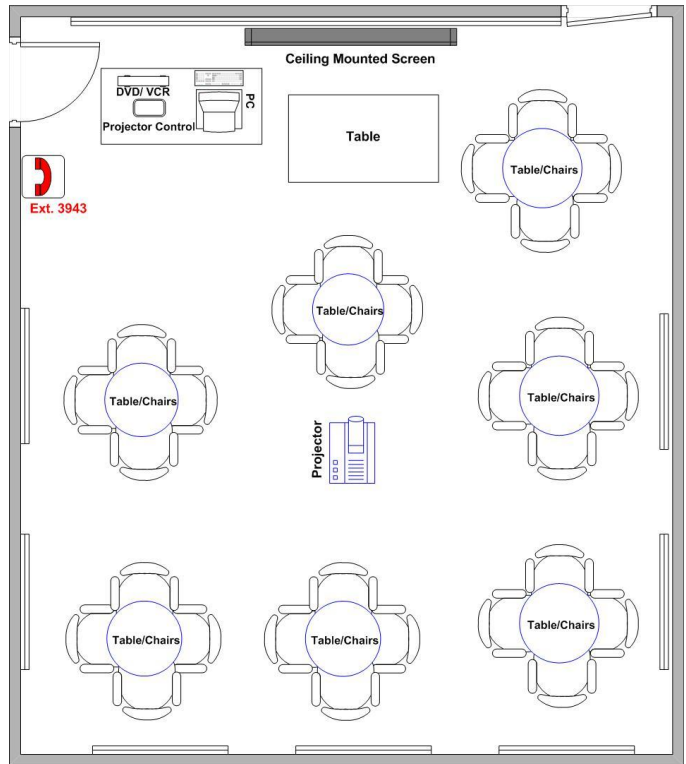 Ceiling Mounted Screen
DVD/ VCR
PC
Projector Control
Table
Table/Chairs
Ext. 3943
Table/Chairs
Table/Chairs
Table/Chairs
Projector
Table/Chairs
Table/Chairs
Table/Chairs